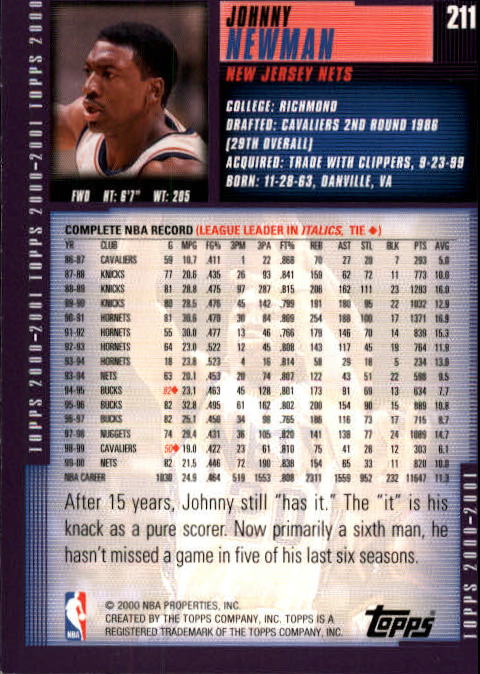 JOHNNY
NEWMAN
211
NEW JERSEY NETS
COLLEGE: RICHMOND
DRAFTED: CAVALIERS 2ND ROUND 1986
(29TH OVERALL)
ACQUIRED: TRADE WITH CLIPPERS, 9-23-99
BORN: 11-28-63, DANVILLE, VA
FWD HT: 6'7" WT: 205
TOPPS 2000-2001 TOPPS 2000-2001 TOPPS 2000
COMPLETE NBA RECORD (LEAGUE LEADER IN ITALICS, TIE ♦)
YR CLUB G MPG FG% 3PM 3PA FT% REB AST STL BLK PTS AVG
86-87 CAVALIERS 59 10.7 .411 1 22 .868 70 27 20 7 293 5.0
87-88 KNICKS 77 20.6 .435 26 93 .841 159 62 72 11 773 10.0
88-89 KNICKS 81 28.8 .475 97 287 .815 206 162 111 23 1293 16.0
89-90 KNICKS 80 28.5 .476 45 142 .799 191 180 95 22 1032 12.9
90-91 HORNETS 81 30.6 .470 30 84 .809 254 188 100 17 1371 16.9
91-92 HORNETS 55 30.0 .477 13 46 .766 179 146 70 14 839 15.3
92-93 HORNETS 64 23.0 .522 12 45 .808 143 117 45 19 764 11.9
93-94 HORNETS 18 23.8 .523 4 16 .814 58 29 18 5 234 13.0
93-94 NETS 63 20.1 .453 20 74 .807 122 43 51 22 598 9.5
94-95 BUCKS 82♦ 23.1 .463 45 128 .801 173 91 69 13 634 7.7
95-96 BUCKS 82 32.8 .495 61 162 .802 200 154 90 15 889 10.8
96-97 BUCKS 82 25.1 .450 34 98 .765 186 116 73 17 715 8.7
97-98 NUGGETS 74 29.4 .431 36 105 .820 141 138 77 24 1089 14.7
98-99 CAVALIERS 50♦ 19.0 .422 23 61 .810 75 41 28 12 303 6.1
99-00 NETS 82 21.5 .446 72 190 .838 154 65 33 11 820 10.0
NBA CAREER 1030 24.9 .464 519 1553 .808 2311 1559 952 232 11647 11.3
After 15 years, Johnny still "has it." The "it" is his
knack as a pure scorer. Now primarily a sixth man, he
hasn't missed a game in five of his last six seasons.
TOPPS 2000-2001
NBA
© 2000 NBA PROPERTIES, INC.
CREATED BY THE TOPPS COMPANY, INC. TOPPS IS A
REGISTERED TRADEMARK OF THE TOPPS COMPANY, INC.
Topps